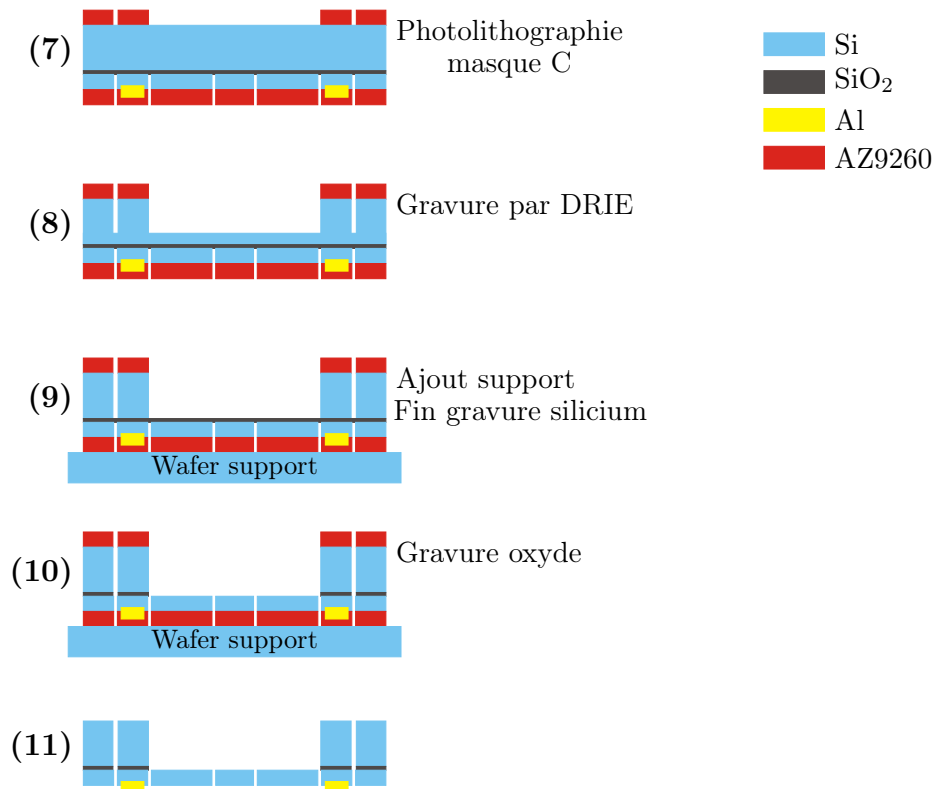 (7)
Photolithographie
masque C
Si
SiO₂
Al
AZ9260
(8)
Gravure par DRIE
(9)
Ajout support
Fin gravure silicium
Wafer support
(10)
Gravure oxyde
Wafer support
(11)